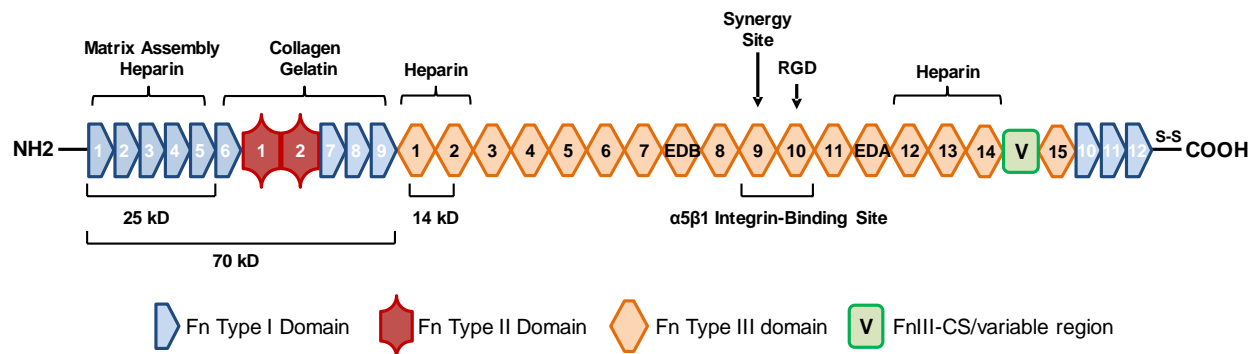 Synergy
Site
Matrix Assembly
Heparin
Collagen
Gelatin
Heparin
RGD
Heparin
NH2 1 2 3 4 5 6 1 2 7 8 9 1 2 3 4 5 6 7 EDB 8 9 10 11 EDA 12 13 14 V 15 10 11 12 S-S COOH
25 kD
14 kD
α5β1 Integrin-Binding Site
70 kD
Fn Type I Domain
Fn Type II Domain
Fn Type III domain
V FnIII-CS/variable region